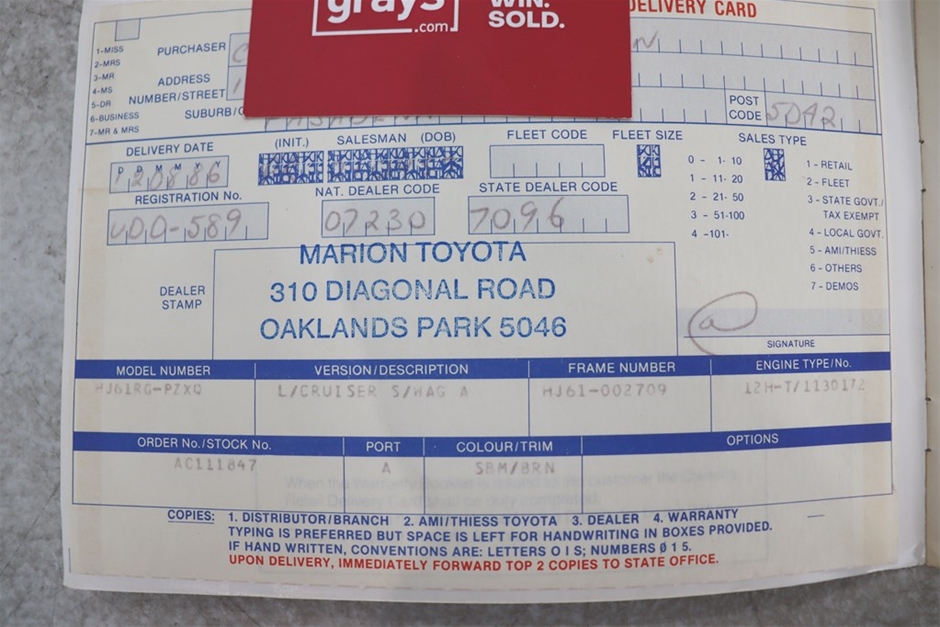 grays
.com
WIN.
SOLD.
DELIVERY CARD
1-MISS
2-MRS
3-MR
4-MS
5-DR
6-BUSINESS
7-MR & MRS
PURCHASER
ADDRESS
NUMBER/STREET
SUBURB/
POST
CODE
5042
DELIVERY DATE
D D M M Y Y
(INIT.) SALESMAN (DOB)
FLEET CODE
FLEET SIZE
0 - 1- 10
1 - 11- 20
2 - 21- 50
3 - 51-100
4 -101-
SALES TYPE
1 - RETAIL
2 - FLEET
3 - STATE GOVT./
TAX EXEMPT
4 - LOCAL GOVT.
5 - AMI/THIESS
6 - OTHERS
7 - DEMOS
REGISTRATION No.
UDD-589
NAT. DEALER CODE
07230
STATE DEALER CODE
7096
DEALER
STAMP
MARION TOYOTA
310 DIAGONAL ROAD
OAKLANDS PARK 5046
SIGNATURE
MODEL NUMBER
VERSION/DESCRIPTION
FRAME NUMBER
ENGINE TYPE/No.
HJ61RG-PZXQ
L/CRUISER S/WAG A
HJ61-002709
12H-T/1130172
ORDER No./STOCK No.
PORT
COLOUR/TRIM
OPTIONS
AC111847
A
SBM/BRN
COPIES: 1. DISTRIBUTOR/BRANCH 2. AMI/THIESS TOYOTA 3. DEALER 4. WARRANTY
TYPING IS PREFERRED BUT SPACE IS LEFT FOR HANDWRITING IN BOXES PROVIDED.
IF HAND WRITTEN, CONVENTIONS ARE: LETTERS O I S; NUMBERS Ø 1 5.
UPON DELIVERY, IMMEDIATELY FORWARD TOP 2 COPIES TO STATE OFFICE.